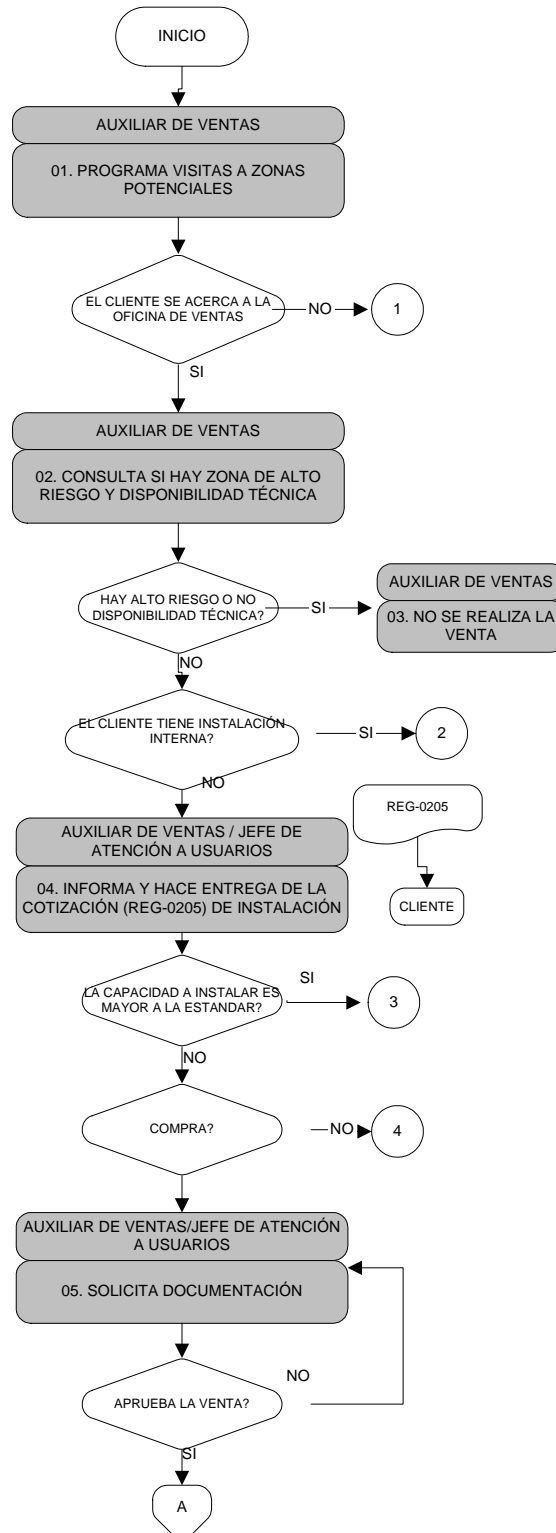 INICIO
AUXILIAR DE VENTAS
01. PROGRAMA VISITAS A ZONAS
POTENCIALES
EL CLIENTE SE ACERCA A LA
OFICINA DE VENTAS
NO
1
SI
AUXILIAR DE VENTAS
02. CONSULTA SI HAY ZONA DE ALTO
RIESGO Y DISPONIBILIDAD TÉCNICA
HAY ALTO RIESGO O NO
DISPONIBILIDAD TÉCNICA?
SI
AUXILIAR DE VENTAS
03. NO SE REALIZA LA
VENTA
NO
EL CLIENTE TIENE INSTALACIÓN
INTERNA?
SI
2
NO
AUXILIAR DE VENTAS / JEFE DE
ATENCIÓN A USUARIOS
04. INFORMA Y HACE ENTREGA DE LA
COTIZACIÓN (REG-0205) DE INSTALACIÓN
REG-0205
CLIENTE
LA CAPACIDAD A INSTALAR ES
MAYOR A LA ESTANDAR?
SI
3
NO
COMPRA?
NO
4
AUXILIAR DE VENTAS/JEFE DE ATENCIÓN
A USUARIOS
05. SOLICITA DOCUMENTACIÓN
APRUEBA LA VENTA?
NO
SI
A